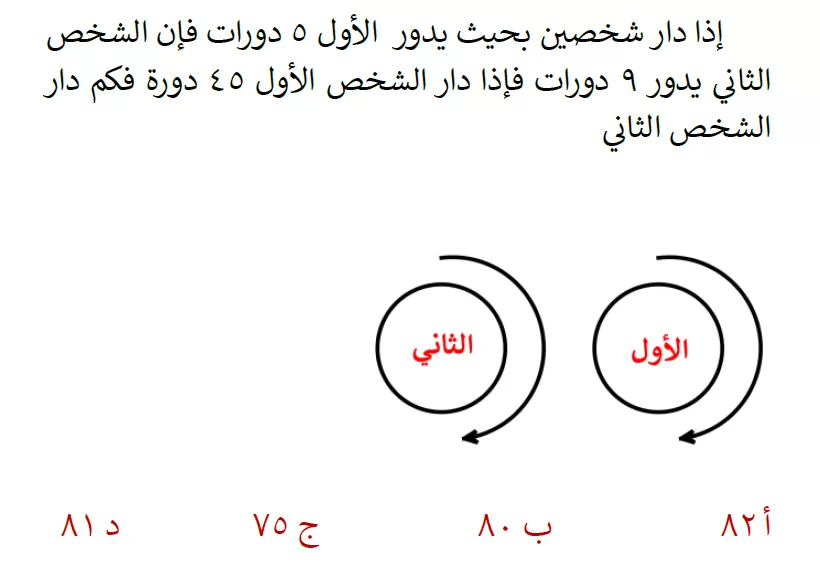 إذا دار شخصين بحيث يدور الأول ٥ دورات فإن الشخص
الثاني يدور ٩ دورات فإذا دار الشخص الأول ٤٥ دورة فكم دار
الشخص الثاني
الأول
الثاني
أ ٨٢ ب ٨٠ ج ٧٥ د ٨١